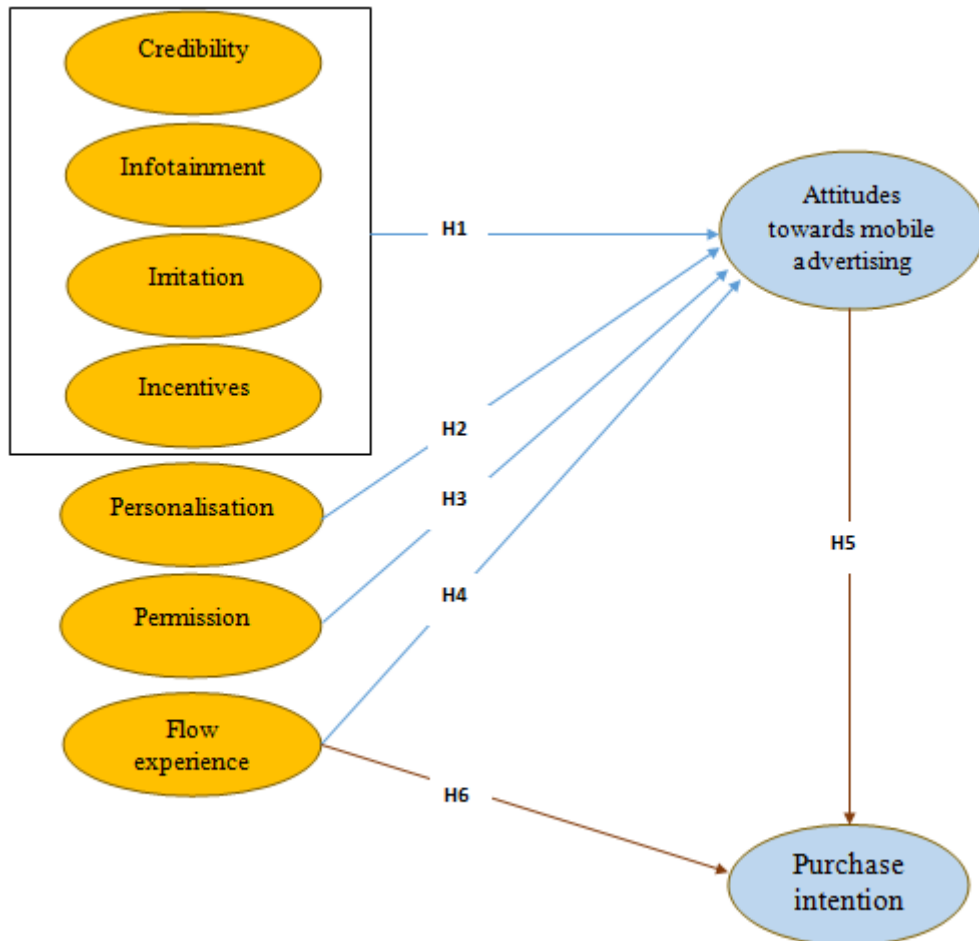 Credibility
Infotainment
Irritation
Incentives
Personalisation
Permission
Flow
experience
H1
H2
H3
H4
H6
Attitudes
towards mobile
advertising
H5
Purchase
intention